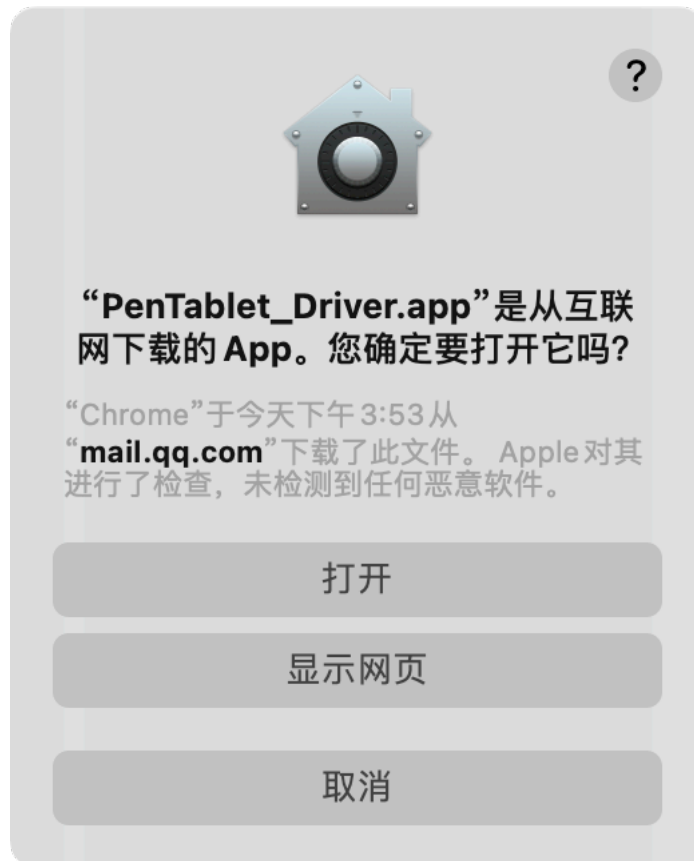 ?
“PenTablet_Driver.app”是从互联
网下载的 App。您确定要打开它吗？
“Chrome”于今天下午 3:53 从
“mail.qq.com”下载了此文件。 Apple 对其
进行了检查，未检测到任何恶意软件。
打开
显示网页
取消